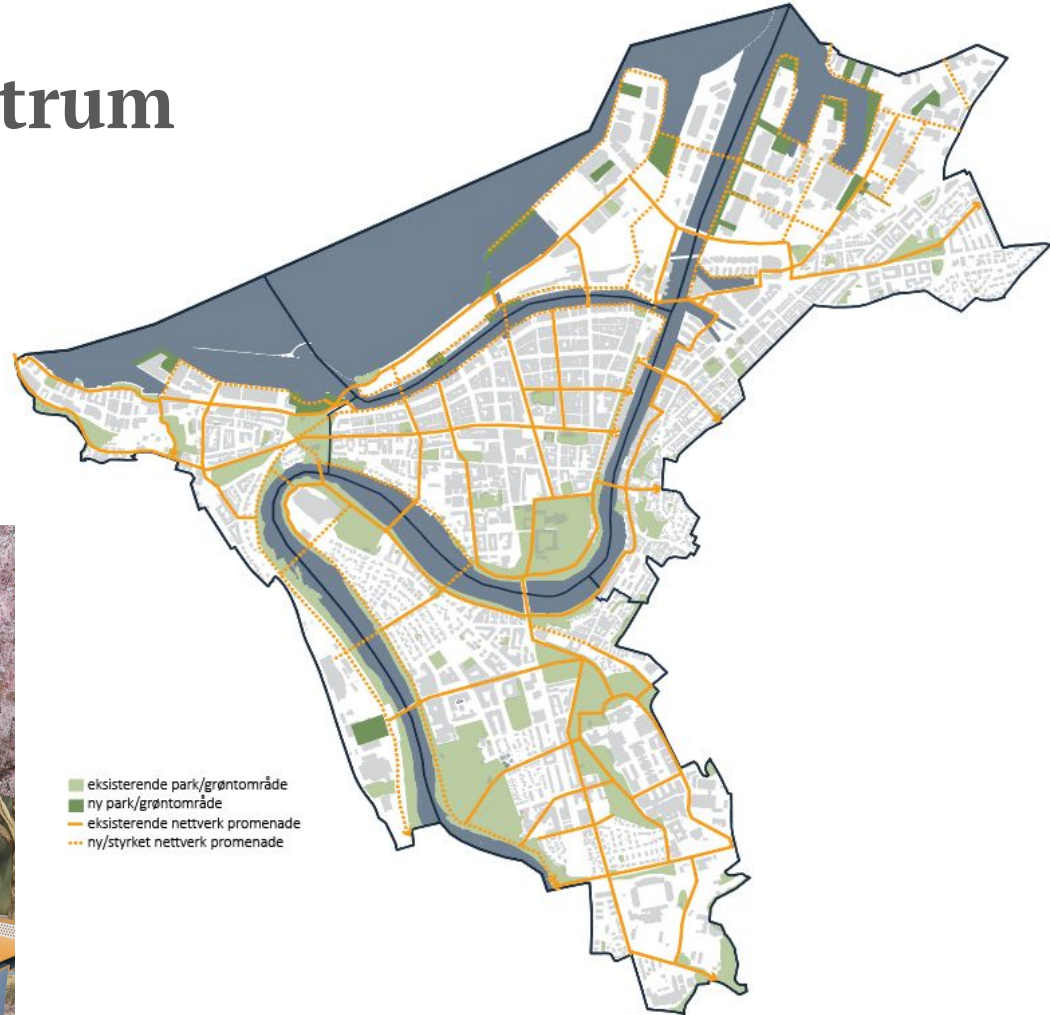 trum
eksisterende park/grøntområde
ny park/grøntområde
eksisterende nettverk promenade
ny/styrket nettverk promenade